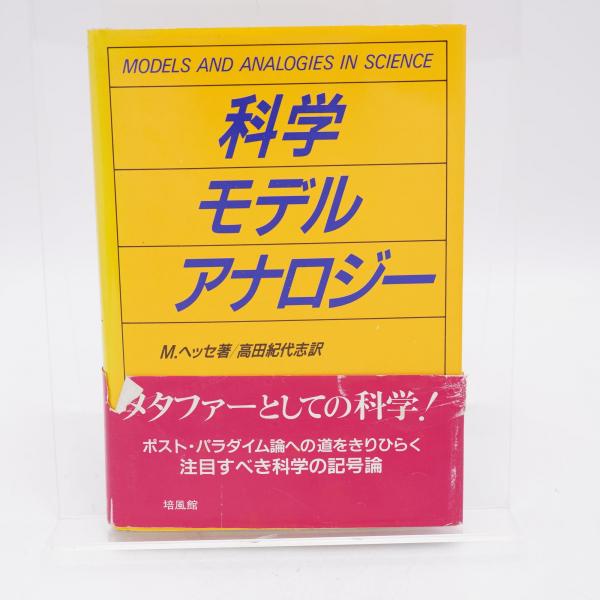 MODELS AND ANALOGIES IN SCIENCE
科学
モデル
アナロジー
M.ヘッセ著/高田紀代志訳
メタファーとしての科学!
ポスト・パラダイム論への道をきりひらく
注目すべき科学の記号論
培風館